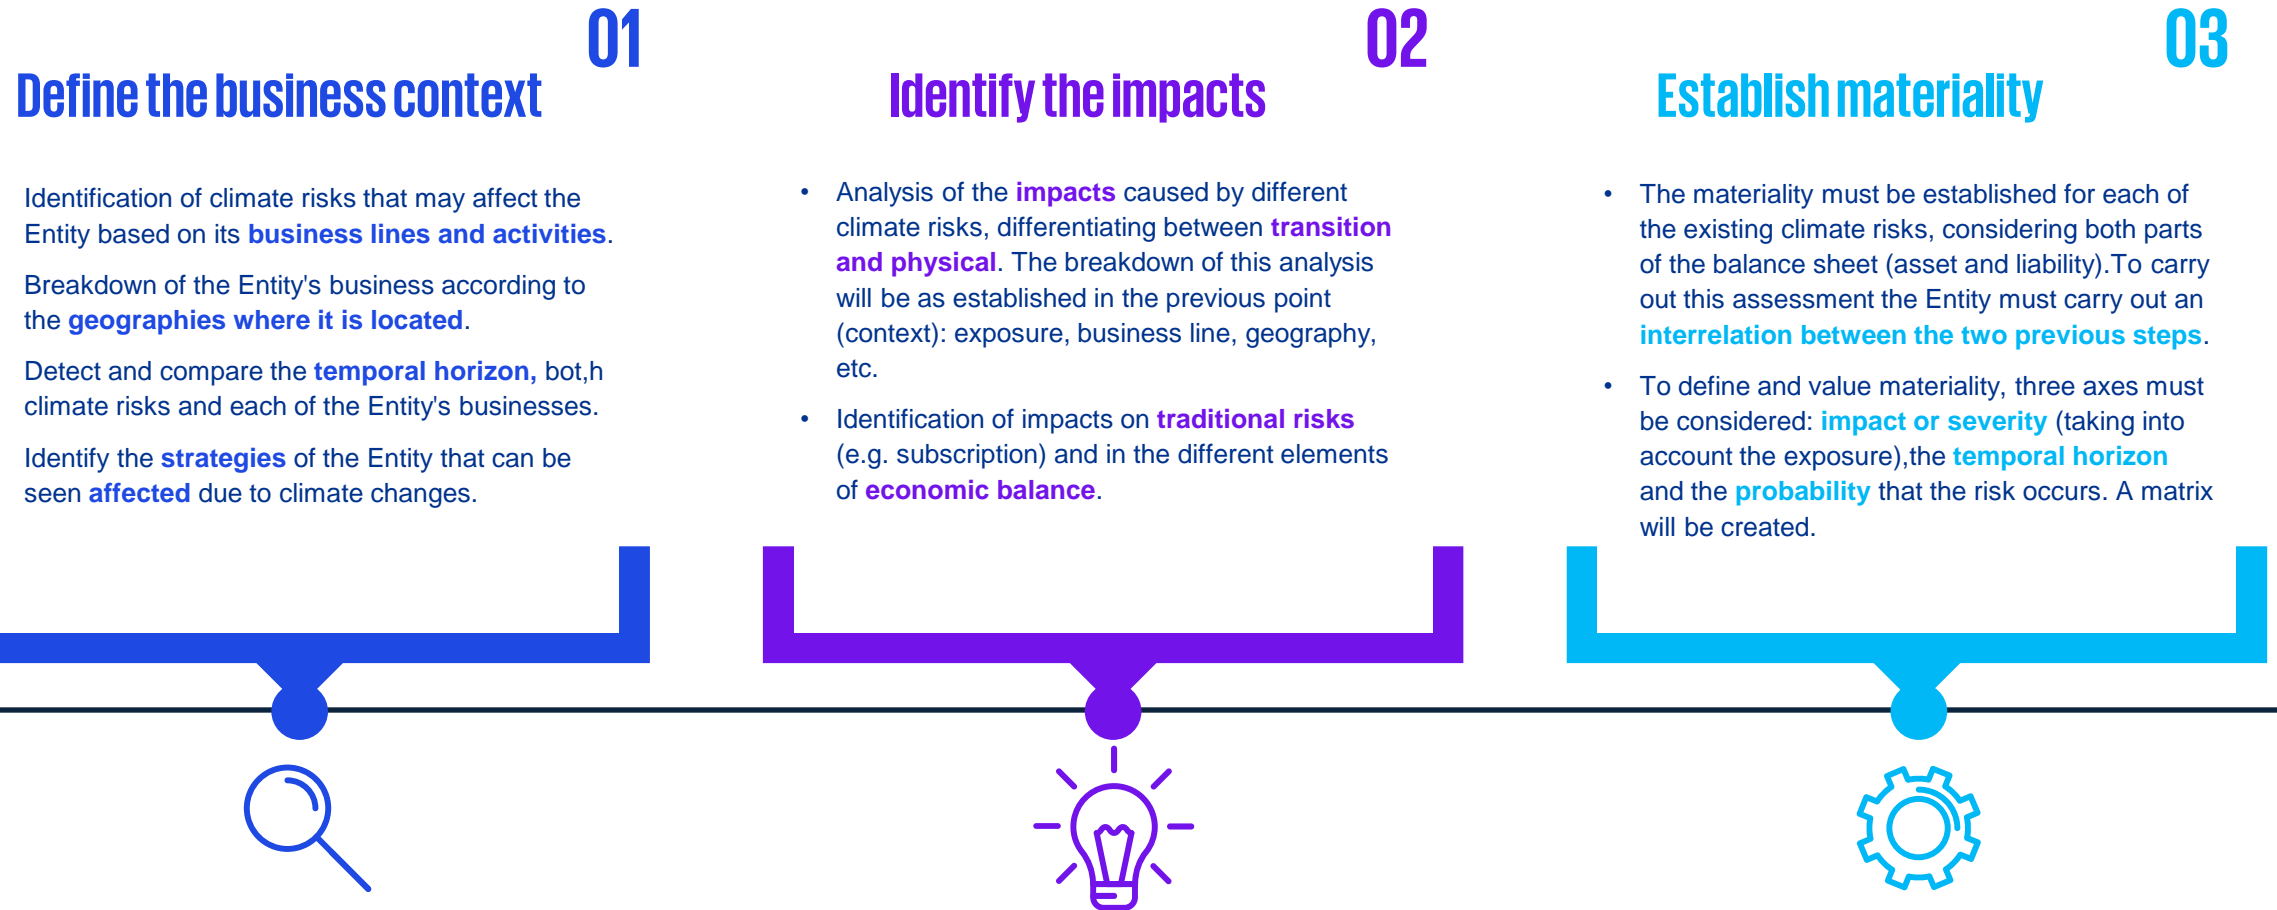 01
Define the business context
Identification of climate risks that may affect the
Entity based on its business lines and activities.
Breakdown of the Entity's business according to
the geographies where it is located.
Detect and compare the temporal horizon, bot,h
climate risks and each of the Entity's businesses.
Identify the strategies of the Entity that can be
seen affected due to climate changes.
02
Identify the impacts
• Analysis of the impacts caused by different
climate risks, differentiating between transition
and physical. The breakdown of this analysis
will be as established in the previous point
(context): exposure, business line, geography,
etc.
• Identification of impacts on traditional risks
(e.g. subscription) and in the different elements
of economic balance.
03
Establish materiality
• The materiality must be established for each of
the existing climate risks, considering both parts
of the balance sheet (asset and liability).To carry
out this assessment the Entity must carry out an
interrelation between the two previous steps.
• To define and value materiality, three axes must
be considered: impact or severity (taking into
account the exposure),the temporal horizon
and the probability that the risk occurs. A matrix
will be created.